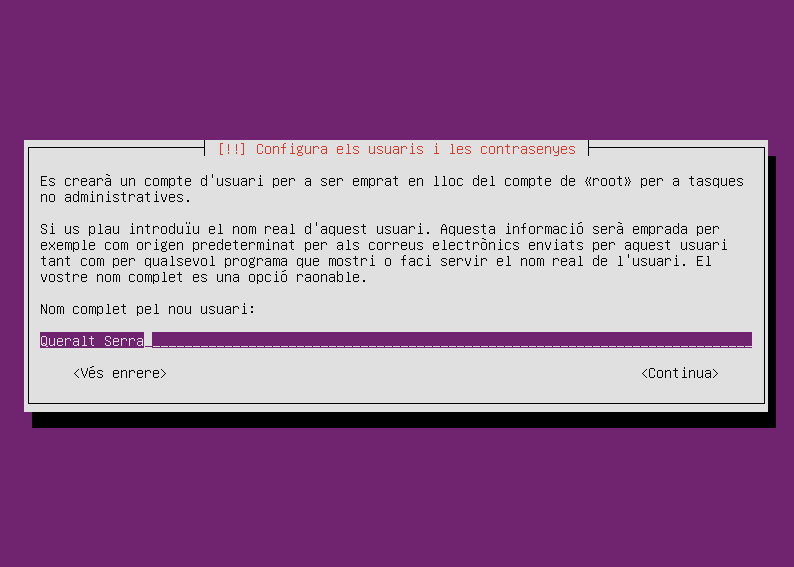 [!!] Configura els usuaris i les contrasenyes
Es crearà un compte d'usuari per a ser emprat en lloc del compte de «root» per a tasques
no administratives.
Si us plau introduïu el nom real d'aquest usuari. Aquesta informació serà emprada per
exemple com origen predeterminat per als correus electrònics enviats per aquest usuari
tant com per qualsevol programa que mostri o faci servir el nom real de l'usuari. El
vostre nom complet es una opció raonable.
Nom complet pel nou usuari:
Queralt Serra
<Vés enrere> <Continua>